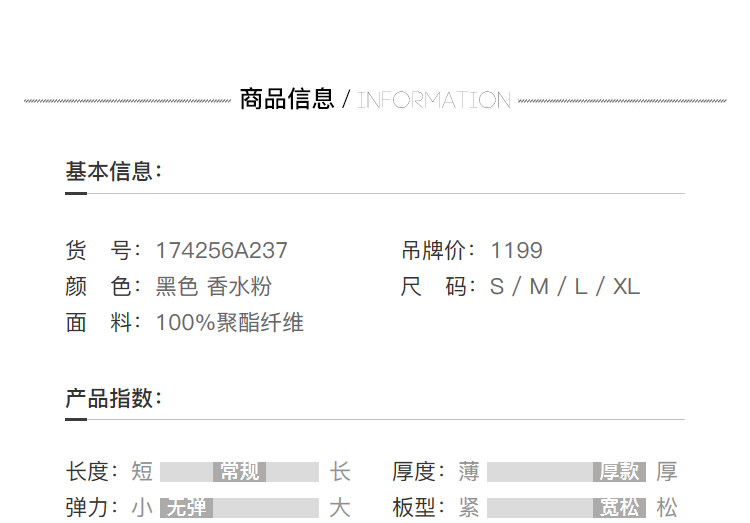 商品信息 / INFORMATION
基本信息：
货 号：174256A237 吊牌价：1199
颜 色：黑色 香水粉 尺 码：S / M / L / XL
面 料：100%聚酯纤维
产品指数：
长度：短 常规 长 厚度：薄 厚款 厚
弹力：小 无弹 大 板型：紧 宽松 松